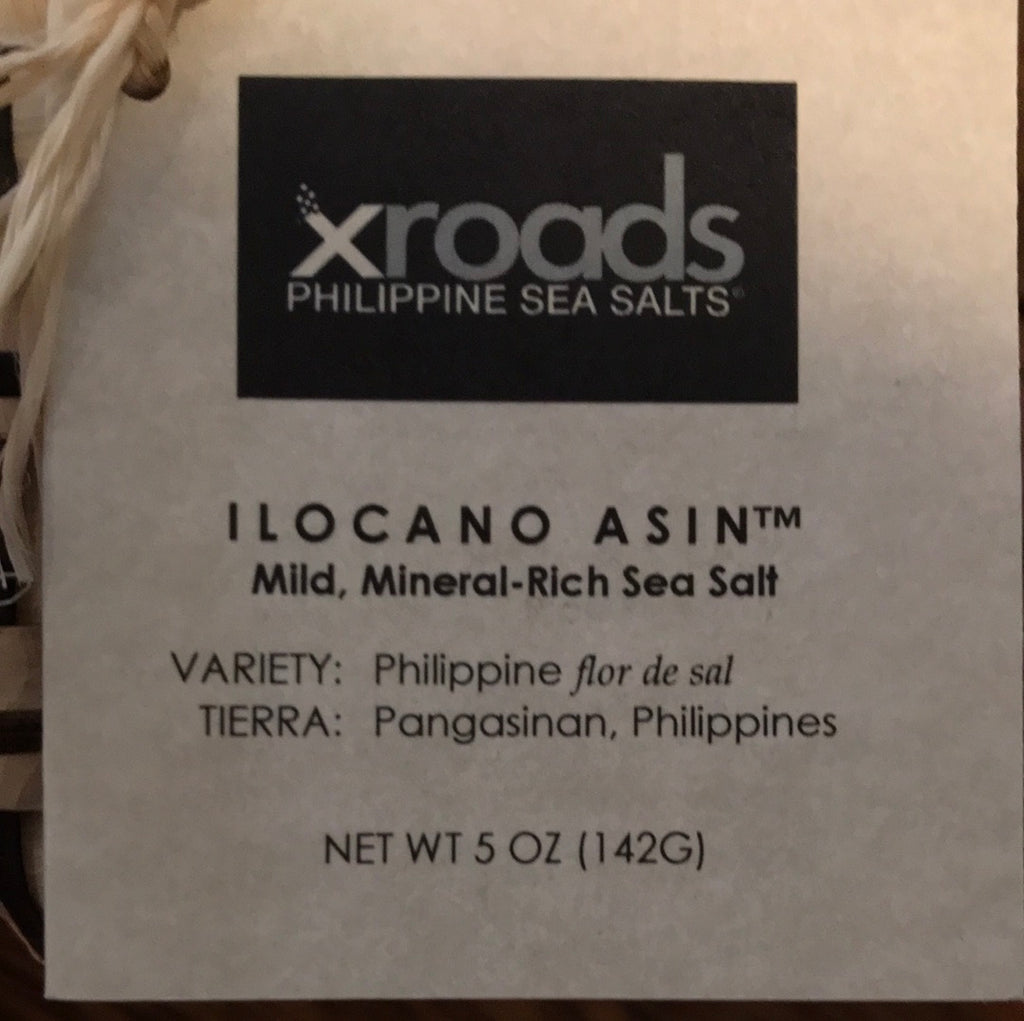 xroads
PHILIPPINE SEA SALTS
ILOCANO ASIN™
Mild, Mineral-Rich Sea Salt
VARIETY: Philippine flor de sal
TIERRA: Pangasinan, Philippines
NET WT 5 OZ (142G)